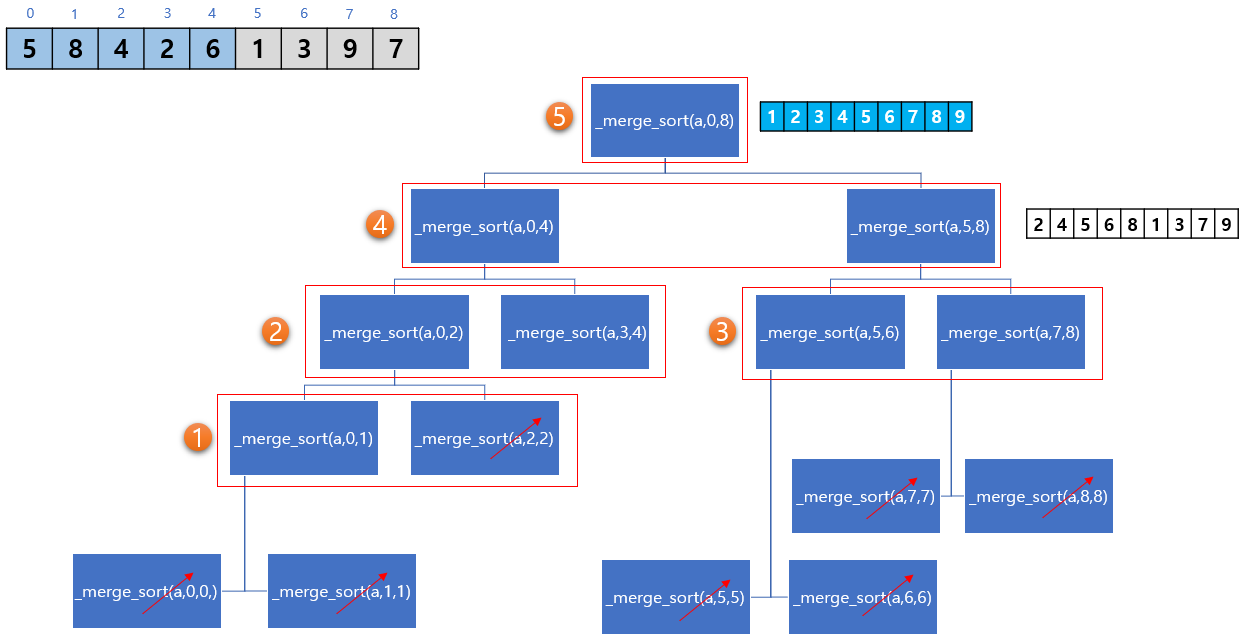 0 1 2 3 4 5 6 7 8
5 8 4 2 6 1 3 9 7
5
_merge_sort(a,0,8)
1 2 3 4 5 6 7 8 9
4
_merge_sort(a,0,4)
_merge_sort(a,5,8)
2 4 5 6 8 1 3 7 9
2
_merge_sort(a,0,2)
_merge_sort(a,3,4)
3
_merge_sort(a,5,6)
_merge_sort(a,7,8)
1
_merge_sort(a,0,1)
_merge_sort(a,2,2)
_merge_sort(a,7,7)
_merge_sort(a,8,8)
_merge_sort(a,0,0,)
_merge_sort(a,1,1)
_merge_sort(a,5,5)
_merge_sort(a,6,6)